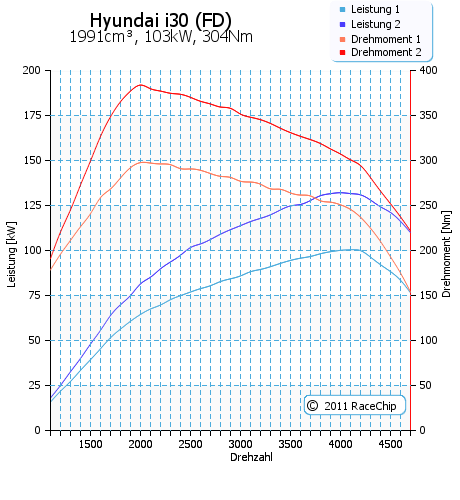 Hyundai i30 (FD)
1991cm³, 103kW, 304Nm
Leistung 1
Leistung 2
Drehmoment 1
Drehmoment 2
200
175
150
125
100
75
50
25
0
Leistung [kW]
400
350
300
250
200
150
100
50
0
Drehmoment [Nm]
1500 2000 2500 3000 3500 4000 4500
Drehzahl
© 2011 RaceChip